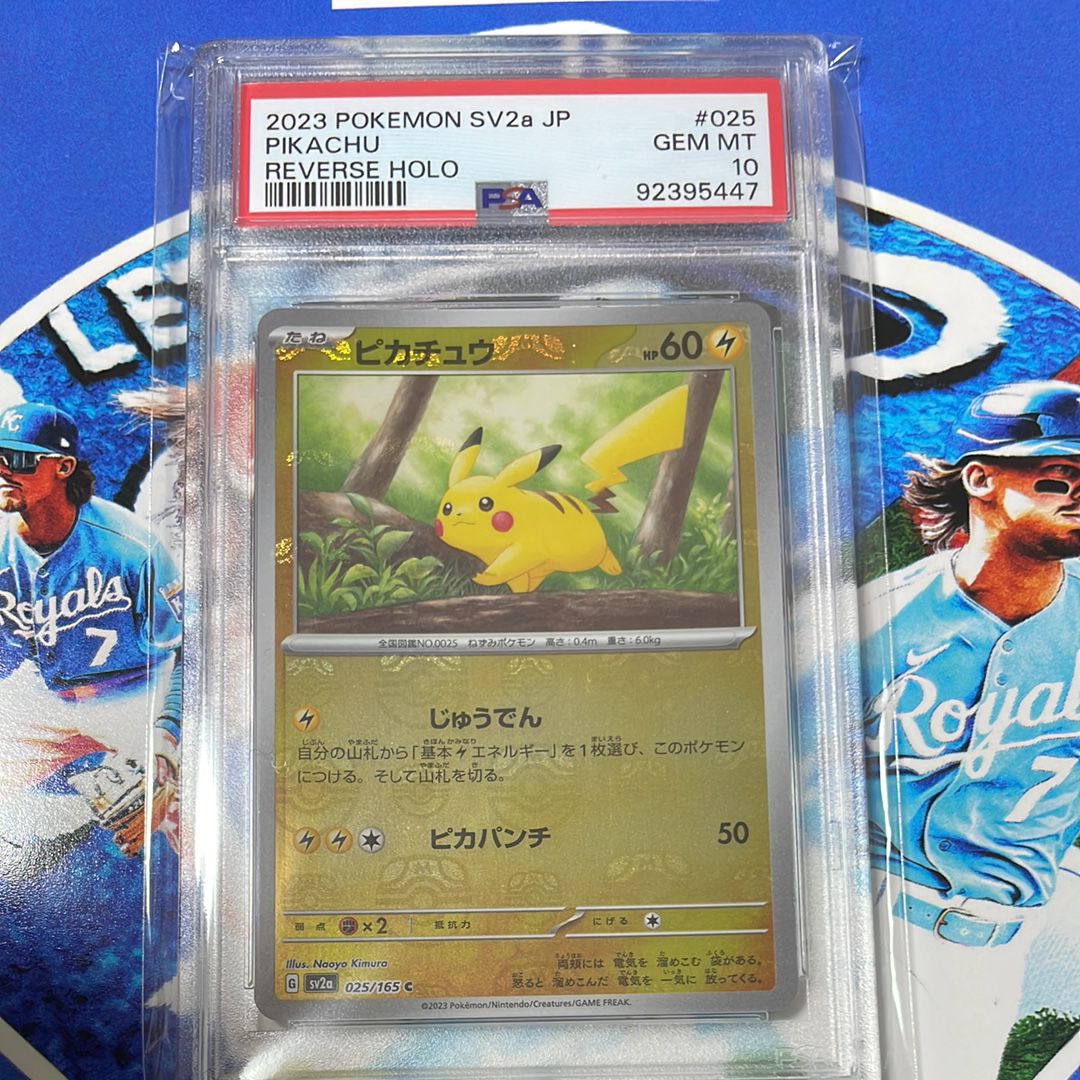 2023 POKEMON SV2a JP #025
PIKACHU GEM MT
REVERSE HOLO 10
92395447
PSA
たね ピカチュウ HP60
全国図鑑NO.0025 ねずみポケモン 高さ:0.4m 重さ:6.0kg
じゅうでん
自分の山札から「基本エネルギー」を1枚選び、このポケモン
につける。そして山札を切る。
ピカパンチ 50
弱点 ×2 抵抗力 にげる
Illus. Naoyo Kimura
両頬には 電気を 溜めこむ 袋がある。
怒ると 溜めこんだ 電気を 一気に 放ってくる。
G sv2a 025/165 C
©2023 Pokémon/Nintendo/Creatures/GAME FREAK.
KC
Royals
7
Royals
7